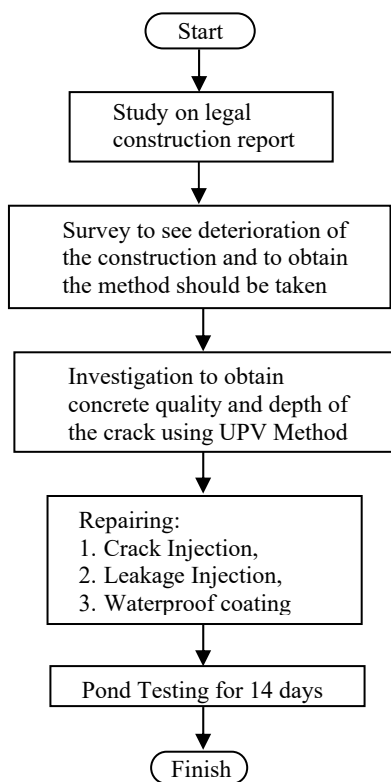 Start
Study on legal
construction report
Survey to see deterioration of
the construction and to obtain
the method should be taken
Investigation to obtain
concrete quality and depth of
the crack using UPV Method
Repairing:
1. Crack Injection,
2. Leakage Injection,
3. Waterproof coating
Pond Testing for 14 days
Finish